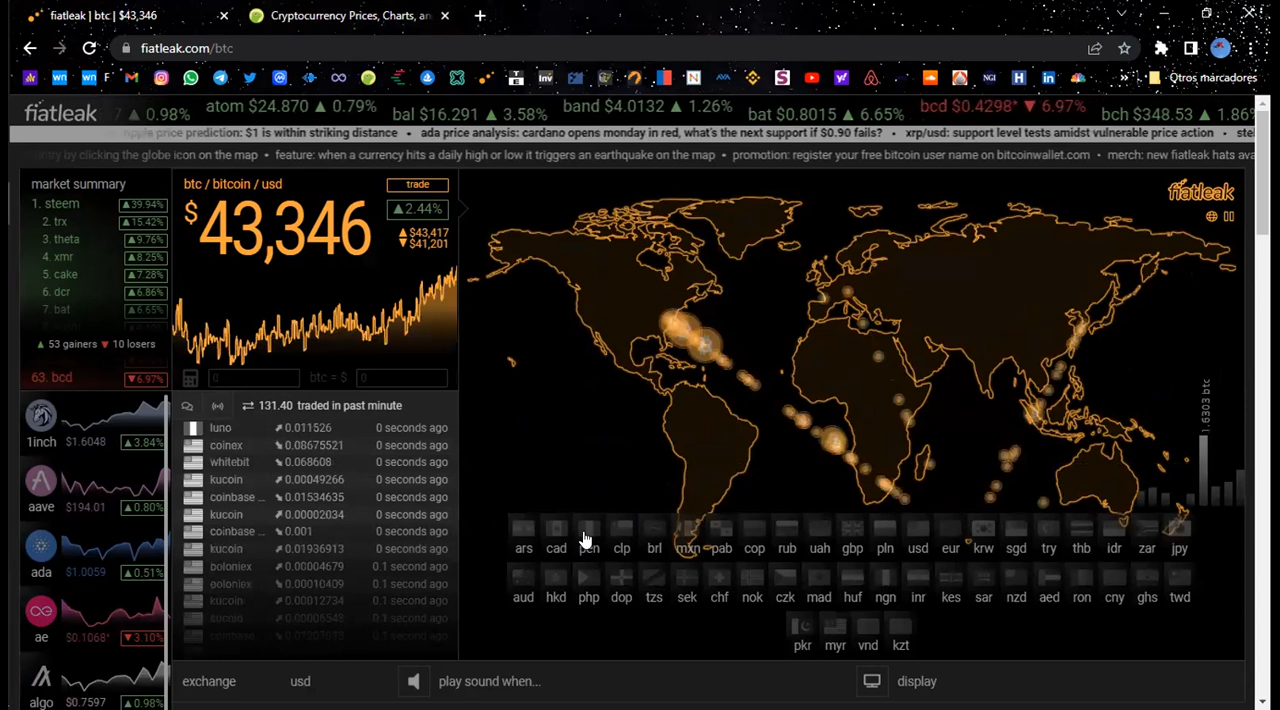 fiatleak | btc | $43,346
Cryptocurrency Prices, Charts, an
fiatleak.com/btc
Otros marcadores
fiatleak
7 ▲ 0.98% atom $24.870 ▲ 0.79% bal $16.291 ▲ 3.58% band $4.0132 ▲ 1.26% bat $0.8015 ▲ 6.65% bcd $0.4298* ▼ 6.97% bch $348.53 ▲ 1.86
price prediction: $1 is within striking distance • ada price analysis: cardano opens monday in red, what's the next support if $0.90 fails? • xrp/usd: support level tests amidst vulnerable price action •
by clicking the globe icon on the map • feature: when a currency hits a daily high or low it triggers an earthquake on the map • promotion: register your free bitcoin user name on bitcoinwallet.com • merch: new fiatleak hats ava
market summary
1. steem ▲39.94%
2. trx ▲15.42%
3. theta ▲9.76%
4. xmr ▲8.25%
5. cake ▲7.28%
6. dcr ▲6.86%
7. bat ▲6.65%
▲ 53 gainers ▼ 10 losers
63. bcd ▼6.97%
1inch $1.6048 ▲3.84%
aave $194.01 ▲0.80%
ada $1.0059 ▲0.51%
ae $0.1068* ▼3.10%
algo $0.7597 ▲0.98%
btc / bitcoin / usd
trade
$43,346
▲2.44%
▲$43,417
▼$41,201
0 btc = $ 0
131.40 traded in past minute
luno 0.011526 0 seconds ago
coinex 0.08675521 0 seconds ago
whitebit 0.068608 0 seconds ago
kucoin 0.00049266 0 seconds ago
coinbase ... 0.01534635 0 seconds ago
kucoin 0.00002034 0 seconds ago
coinbase ... 0.001 0 seconds ago
kucoin 0.01936913 0 seconds ago
poloniex 0.00004679 0.1 second ago
poloniex 0.00010409 0.1 second ago
kucoin 0.00012734 0.1 second ago
kucoin 0.1 second ago
coinbase 0.1 second ago
fiatleak
1.6303 btc
ars cad pen clp brl mxn pab cop rub uah gbp pln usd eur krw sgd try thb idr zar jpy
aud hkd php dop tzs sek chf nok czk mad huf ngn inr kes sar nzd aed ron cny ghs twd
pkr myr vnd kzt
exchange usd play sound when... display